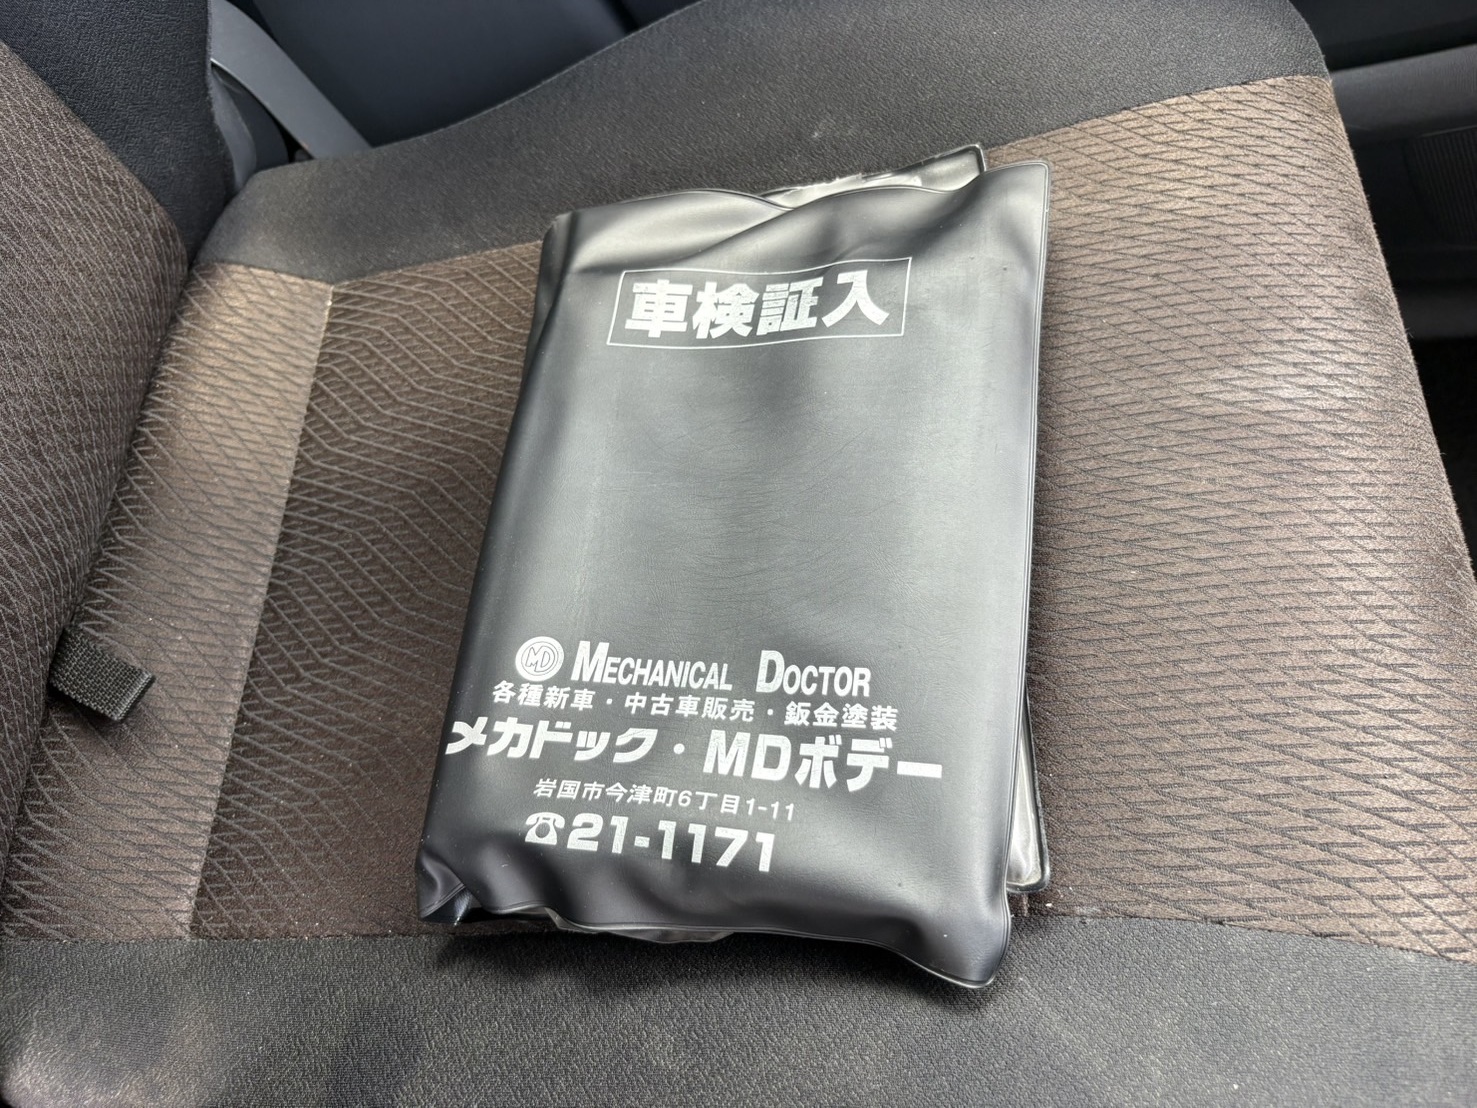 車検証入
MD MECHANICAL DOCTOR
各種新車・中古車販売・鈑金塗装
メカドック・MDボデー
岩国市今津町6丁目1-11
☎21-1171